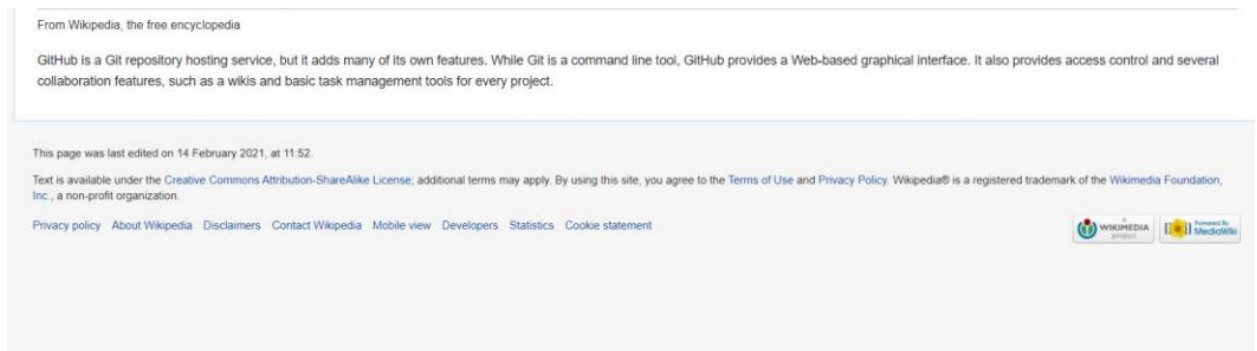 From Wikipedia, the free encyclopedia
GitHub is a Git repository hosting service, but it adds many of its own features. While Git is a command line tool, GitHub provides a Web-based graphical interface. It also provides access control and several
collaboration features, such as a wikis and basic task management tools for every project.
This page was last edited on 14 February 2021, at 11:52.
Text is available under the Creative Commons Attribution-ShareAlike License; additional terms may apply. By using this site, you agree to the Terms of Use and Privacy Policy. Wikipedia® is a registered trademark of the Wikimedia Foundation,
Inc., a non-profit organization.
Privacy policy About Wikipedia Disclaimers Contact Wikipedia Mobile view Developers Statistics Cookie statement
A WIKIMEDIA project
Powered By MediaWiki